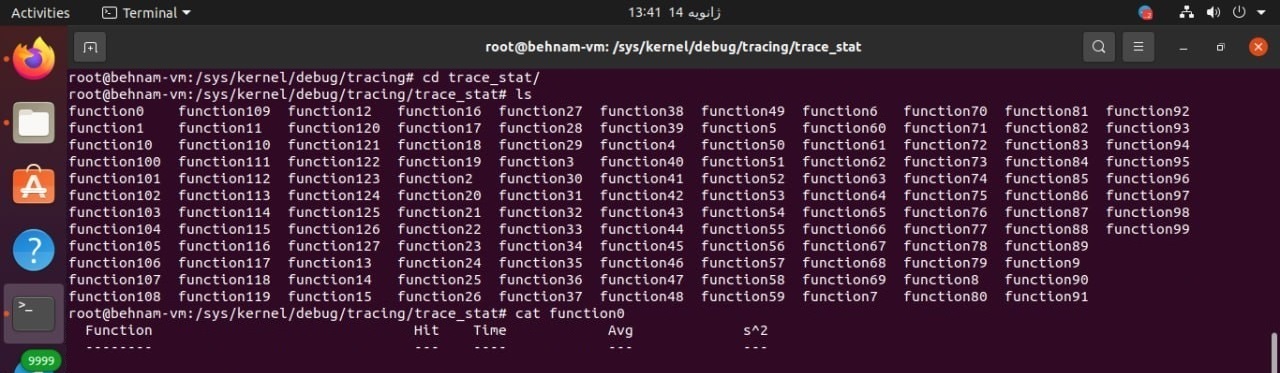 Activities Terminal 13:41 14 ژانویه
root@behnam-vm: /sys/kernel/debug/tracing/trace_stat
root@behnam-vm:/sys/kernel/debug/tracing# cd trace_stat/
root@behnam-vm:/sys/kernel/debug/tracing/trace_stat# ls
function0 function109 function12 function16 function27 function38 function49 function6 function70 function81 function92
function1 function11 function120 function17 function28 function39 function5 function60 function71 function82 function93
function10 function110 function121 function18 function29 function4 function50 function61 function72 function83 function94
function100 function111 function122 function19 function3 function40 function51 function62 function73 function84 function95
function101 function112 function123 function2 function30 function41 function52 function63 function74 function85 function96
function102 function113 function124 function20 function31 function42 function53 function64 function75 function86 function97
function103 function114 function125 function21 function32 function43 function54 function65 function76 function87 function98
function104 function115 function126 function22 function33 function44 function55 function66 function77 function88 function99
function105 function116 function127 function23 function34 function45 function56 function67 function78 function89
function106 function117 function13 function24 function35 function46 function57 function68 function79 function9
function107 function118 function14 function25 function36 function47 function58 function69 function8 function90
function108 function119 function15 function26 function37 function48 function59 function7 function80 function91
root@behnam-vm:/sys/kernel/debug/tracing/trace_stat# cat function0
Function Hit Time Avg s^2
-------- --- ---- --- ---
9999